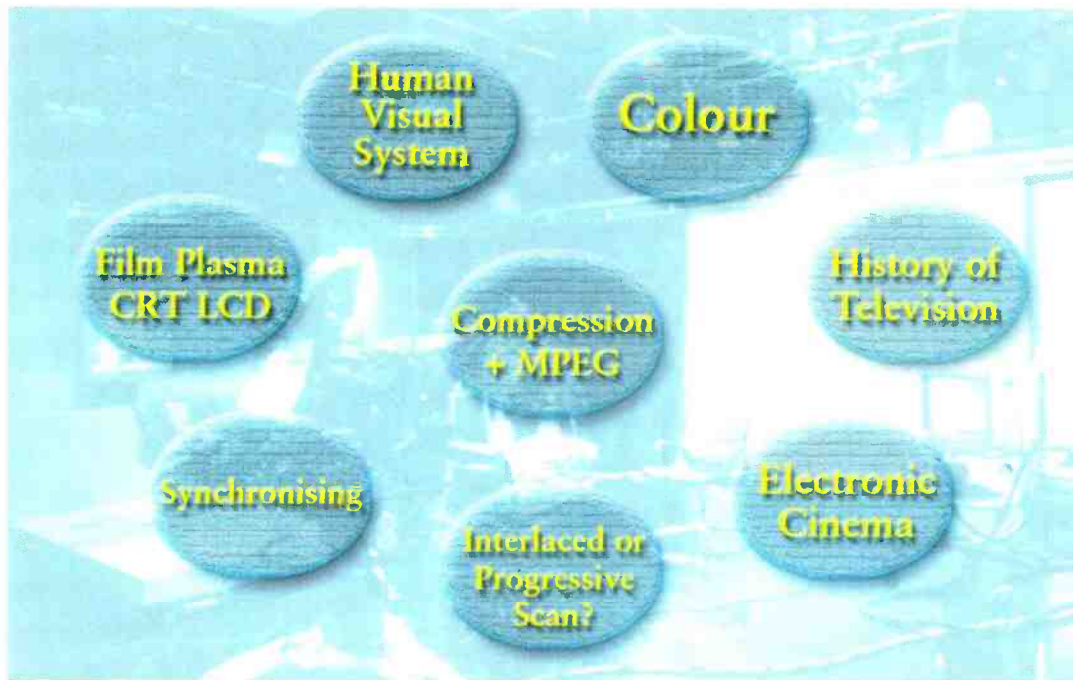 Human
Visual
System
Colour
Film Plasma
CRT LCD
Compression
+ MPEG
History of
Television
Synchronising
Interlaced or
Progressive
Scan?
Electronic
Cinema